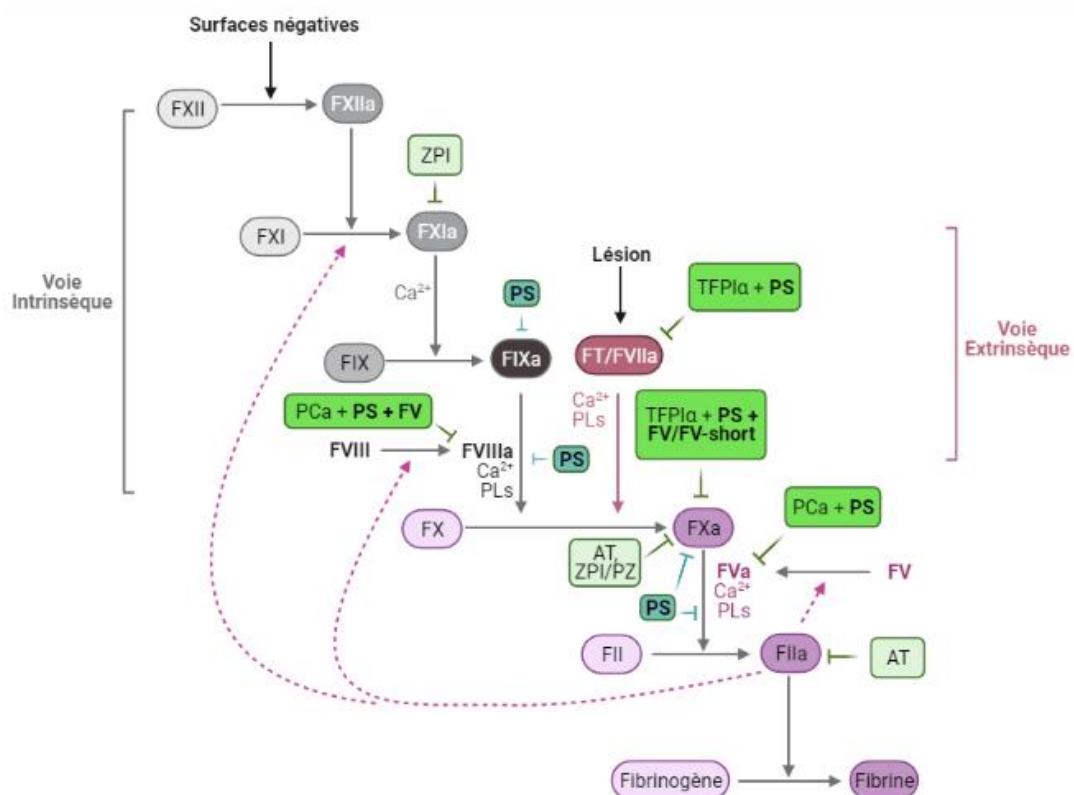 Surfaces négatives
FXII
FXIIa
ZPI
FXI
FXIa
Voie
Intrinsèque
Ca²⁺
PS
Lésion
TFPIα + PS
Voie
Extrinsèque
FIX
FIXa
FT/FVIIa
PCa + PS + FV
Ca²⁺
PLs
TFPIα + PS +
FV/FV-short
FVIII
FVIIIa
Ca²⁺
PLs
PS
PCa + PS
FX
FXa
AT,
ZPI/PZ
FVa
Ca²⁺
PLs
FV
PS
FII
FIIa
AT
Fibrinogène
Fibrine